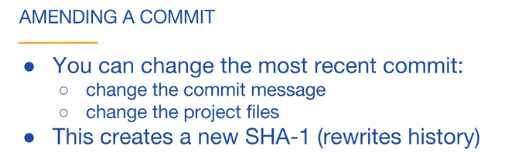 AMENDING A COMMIT
● You can change the most recent commit:
○ change the commit message
○ change the project files
● This creates a new SHA-1 (rewrites history)